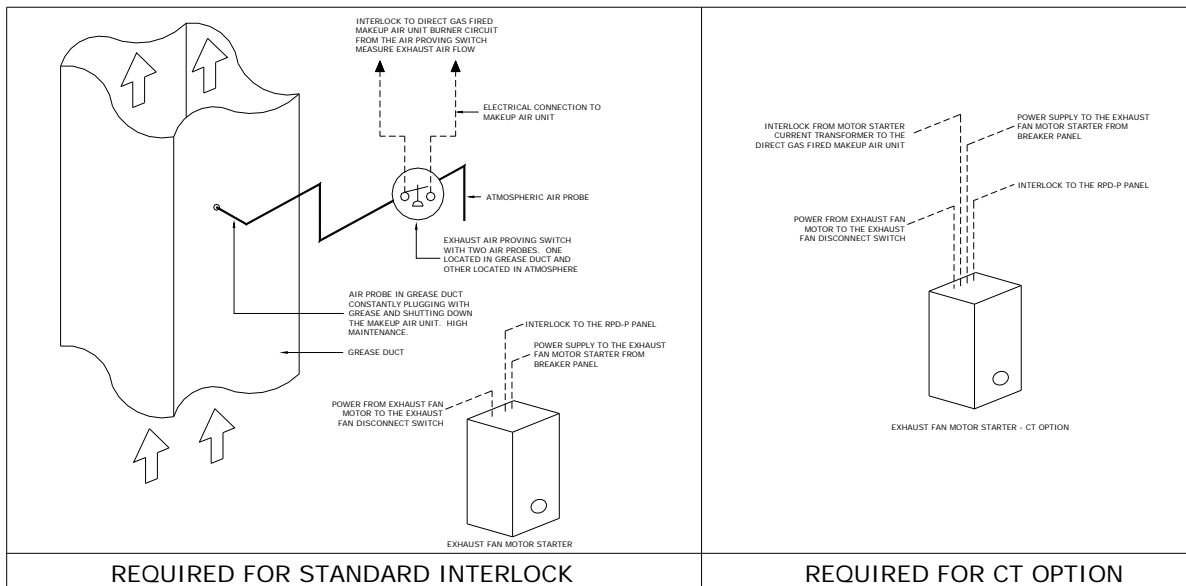 INTERLOCK TO DIRECT GAS FIRED
MAKEUP AIR UNIT BURNER CIRCUIT
FROM THE AIR PROVING SWITCH
MEASURE EXHAUST AIR FLOW
ELECTRICAL CONNECTION TO
MAKEUP AIR UNIT
ATMOSPHERIC AIR PROBE
EXHAUST AIR PROVING SWITCH
WITH TWO AIR PROBES. ONE
LOCATED IN GREASE DUCT AND
OTHER LOCATED IN ATMOSPHERE
AIR PROBE IN GREASE DUCT
CONSTANTLY PLUGGING WITH
GREASE AND SHUTTING DOWN
THE MAKEUP AIR UNIT. HIGH
MAINTENANCE.
GREASE DUCT
INTERLOCK TO THE RPD-P PANEL
POWER SUPPLY TO THE EXHAUST
FAN MOTOR STARTER FROM
BREAKER PANEL
POWER FROM EXHAUST FAN
MOTOR TO THE EXHAUST
FAN DISCONNECT SWITCH
EXHAUST FAN MOTOR STARTER
REQUIRED FOR STANDARD INTERLOCK
INTERLOCK FROM MOTOR STARTER
CURRENT TRANSFORMER TO THE
DIRECT GAS FIRED MAKEUP AIR UNIT
POWER SUPPLY TO THE EXHAUST
FAN MOTOR STARTER FROM
BREAKER PANEL
INTERLOCK TO THE RPD-P PANEL
POWER FROM EXHAUST FAN
MOTOR TO THE EXHAUST
FAN DISCONNECT SWITCH
EXHAUST FAN MOTOR STARTER - CT OPTION
REQUIRED FOR CT OPTION